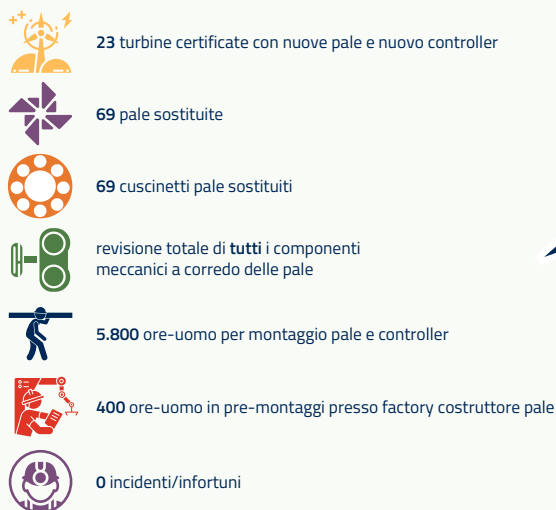 23 turbine certificate con nuove pale e nuovo controller
69 pale sostituite
69 cuscinetti pale sostituiti
revisione totale di tutti i componenti
meccanici a corredo delle pale
5.800 ore-uomo per montaggio pale e controller
400 ore-uomo in pre-montaggi presso factory costruttore pale
0 incidenti/infortuni